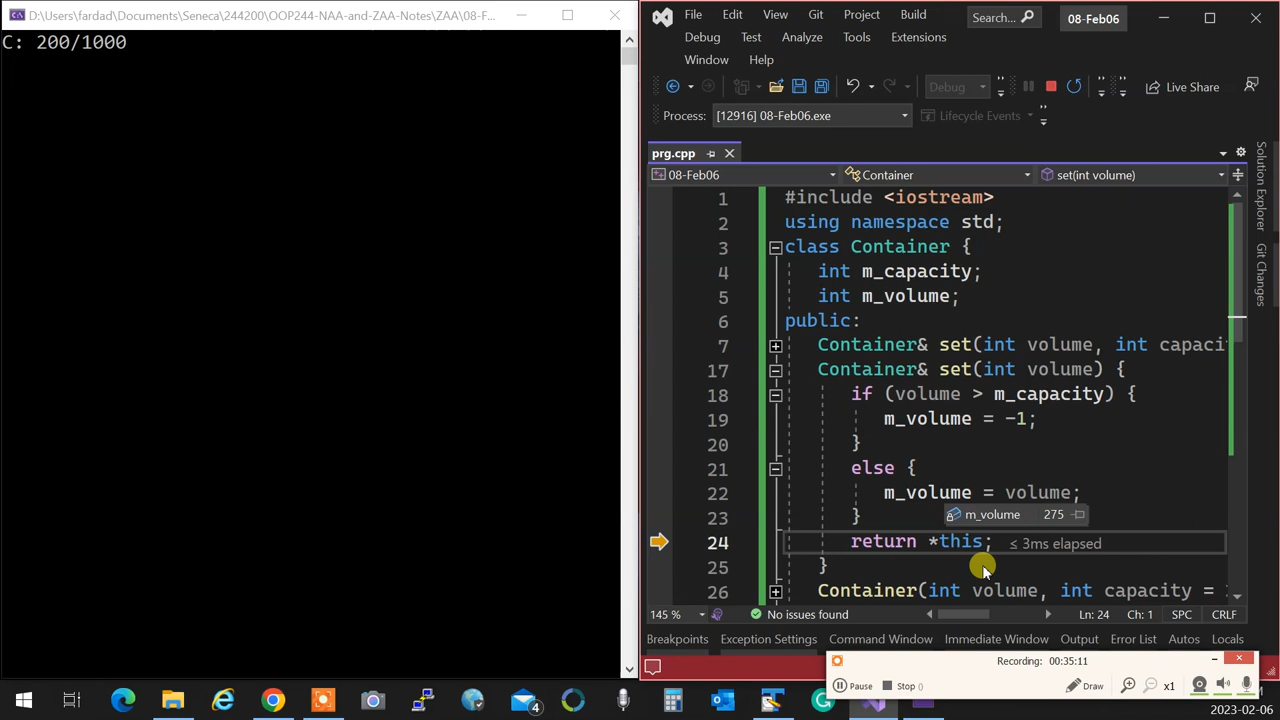 D:\Users\fardad\Documents\Seneca\244200\OOP244-NAA-and-ZAA-Notes\ZAA\08-F...
C: 200/1000
File Edit View Git Project Build
Search...
08-Feb06
Debug Test Analyze Tools Extensions
Window Help
Debug
Live Share
Process: [12916] 08-Feb06.exe
Lifecycle Events
prg.cpp
08-Feb06
Container
set(int volume)
1 #include <iostream>
2 using namespace std;
3 class Container {
4 int m_capacity;
5 int m_volume;
6 public:
7 Container& set(int volume, int capaci
17 Container& set(int volume) {
18 if (volume > m_capacity) {
19 m_volume = -1;
20 }
21 else {
22 m_volume = volume;
23 }
m_volume 275
24 return *this; ≤ 3ms elapsed
25 }
26 Container(int volume, int capacity =
145 % No issues found Ln: 24 Ch: 1 SPC CRLF
Breakpoints Exception Settings Command Window Immediate Window Output Error List Autos Locals
Solution Explorer
Git Changes
Recording: 00:35:11
Pause Stop () Draw x1
4
2023-02-06